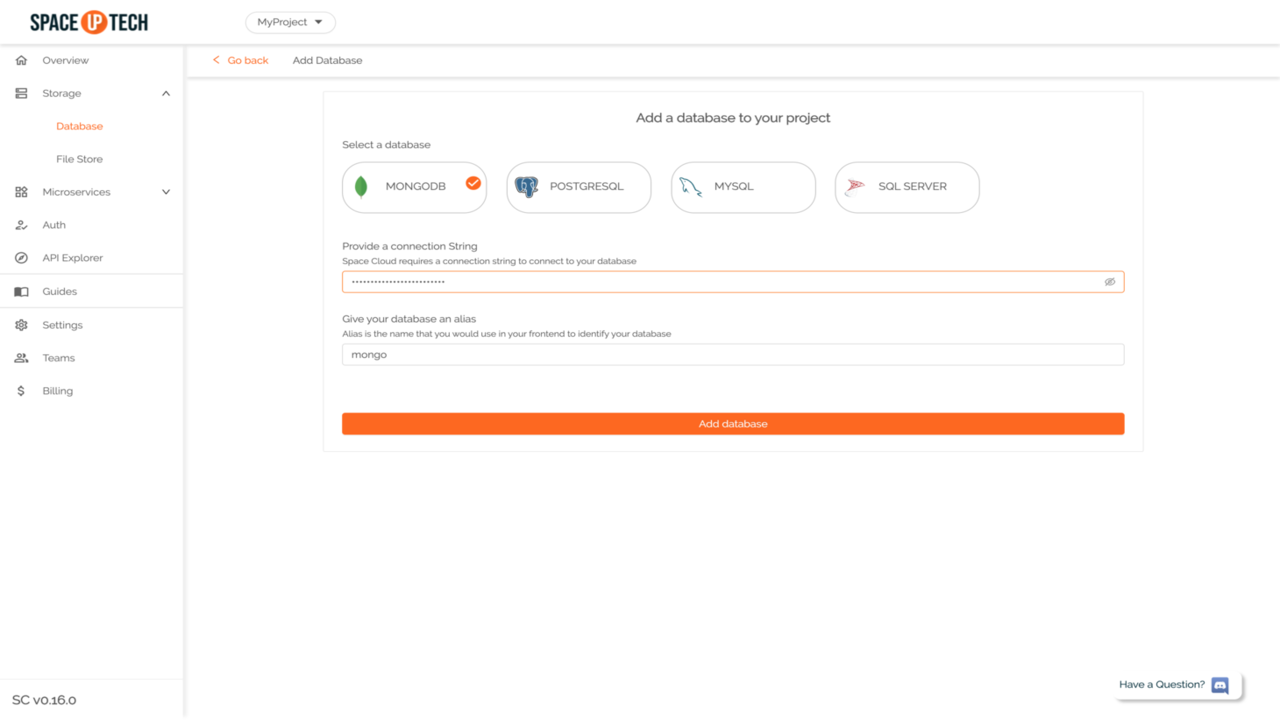 SPACE UP TECH
MyProject
Overview
Storage
Database
File Store
Microservices
Auth
API Explorer
Guides
Settings
Teams
Billing
SC v0.16.0
Go back
Add Database
Add a database to your project
Select a database
MONGODB
POSTGRESQL
MYSQL
SQL SERVER
Provide a connection String
Space Cloud requires a connection string to connect to your database
Give your database an alias
Alias is the name that you would use in your frontend to identify your database
mongo
Add database
Have a Question?